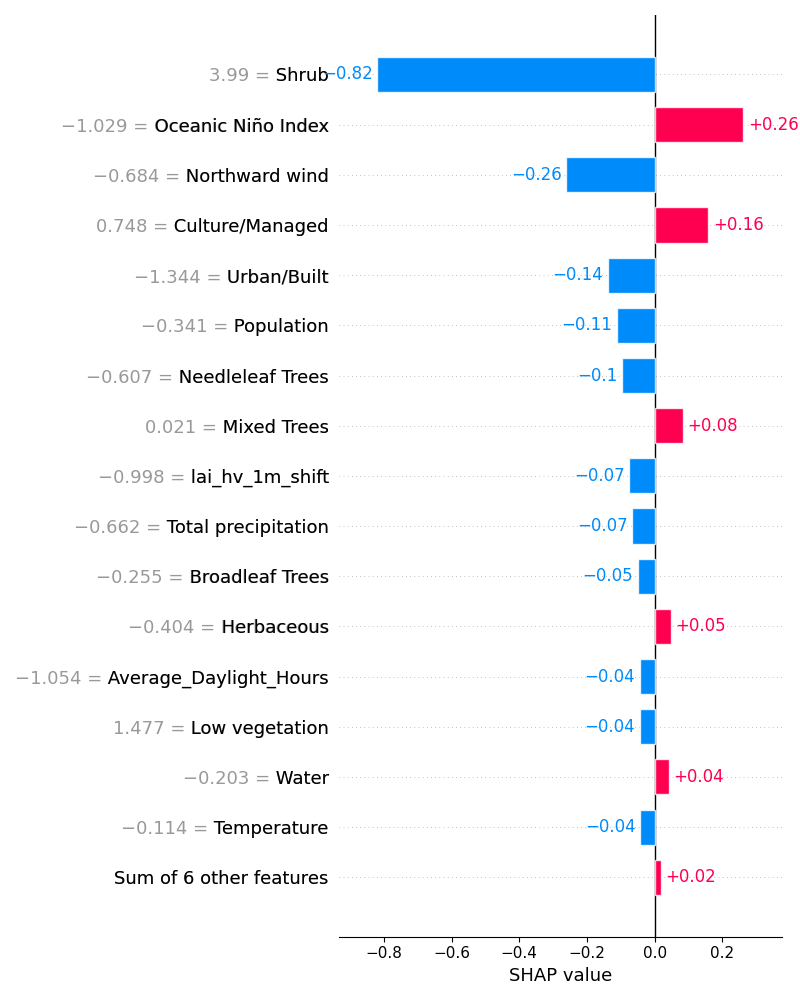 3.99 = Shrub −0.82
−1.029 = Oceanic Niño Index +0.26
−0.684 = Northward wind −0.26
0.748 = Culture/Managed +0.16
−1.344 = Urban/Built −0.14
−0.341 = Population −0.11
−0.607 = Needleleaf Trees −0.1
0.021 = Mixed Trees +0.08
−0.998 = lai_hv_1m_shift −0.07
−0.662 = Total precipitation −0.07
−0.255 = Broadleaf Trees −0.05
−0.404 = Herbaceous +0.05
−1.054 = Average_Daylight_Hours −0.04
1.477 = Low vegetation −0.04
−0.203 = Water +0.04
−0.114 = Temperature −0.04
Sum of 6 other features +0.02
−0.8 −0.6 −0.4 −0.2 0.0 0.2
SHAP value